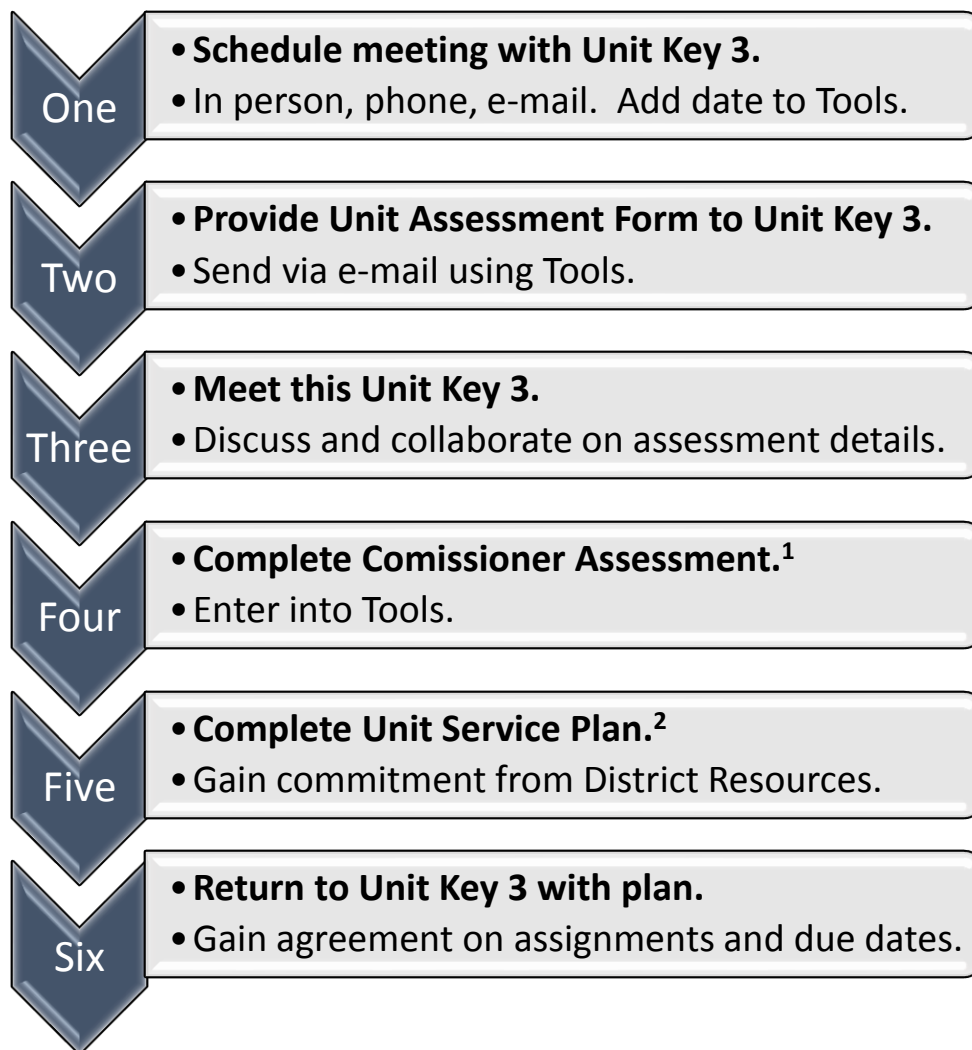 One
• Schedule meeting with Unit Key 3.
• In person, phone, e-mail.  Add date to Tools.
Two
• Provide Unit Assessment Form to Unit Key 3.
• Send via e-mail using Tools.
Three
• Meet this Unit Key 3.
• Discuss and collaborate on assessment details.
Four
• Complete Comissioner Assessment.¹
• Enter into Tools.
Five
• Complete Unit Service Plan.²
• Gain commitment from District Resources.
Six
• Return to Unit Key 3 with plan.
• Gain agreement on assignments and due dates.